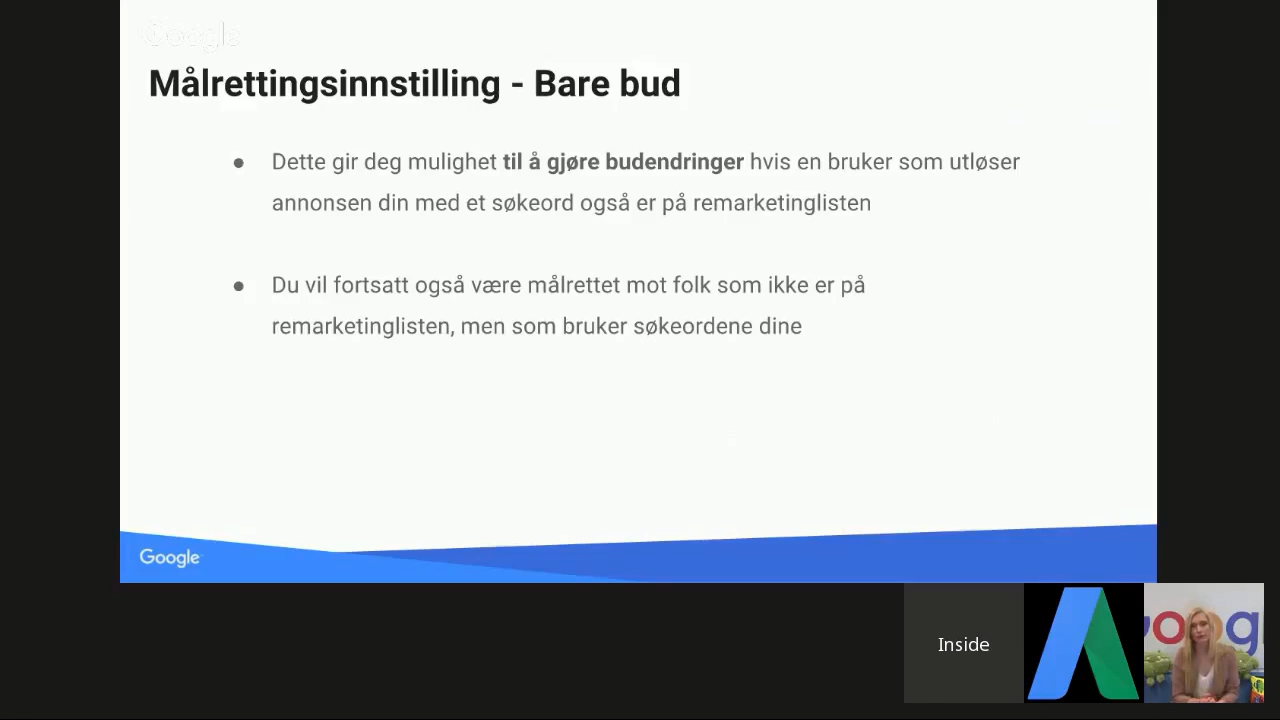 Google
Målrettingsinnstilling - Bare bud
● Dette gir deg mulighet til å gjøre budendringer hvis en bruker som utløser
annonsen din med et søkeord også er på remarketinglisten
● Du vil fortsatt også være målrettet mot folk som ikke er på
remarketinglisten, men som bruker søkeordene dine
Google
Inside